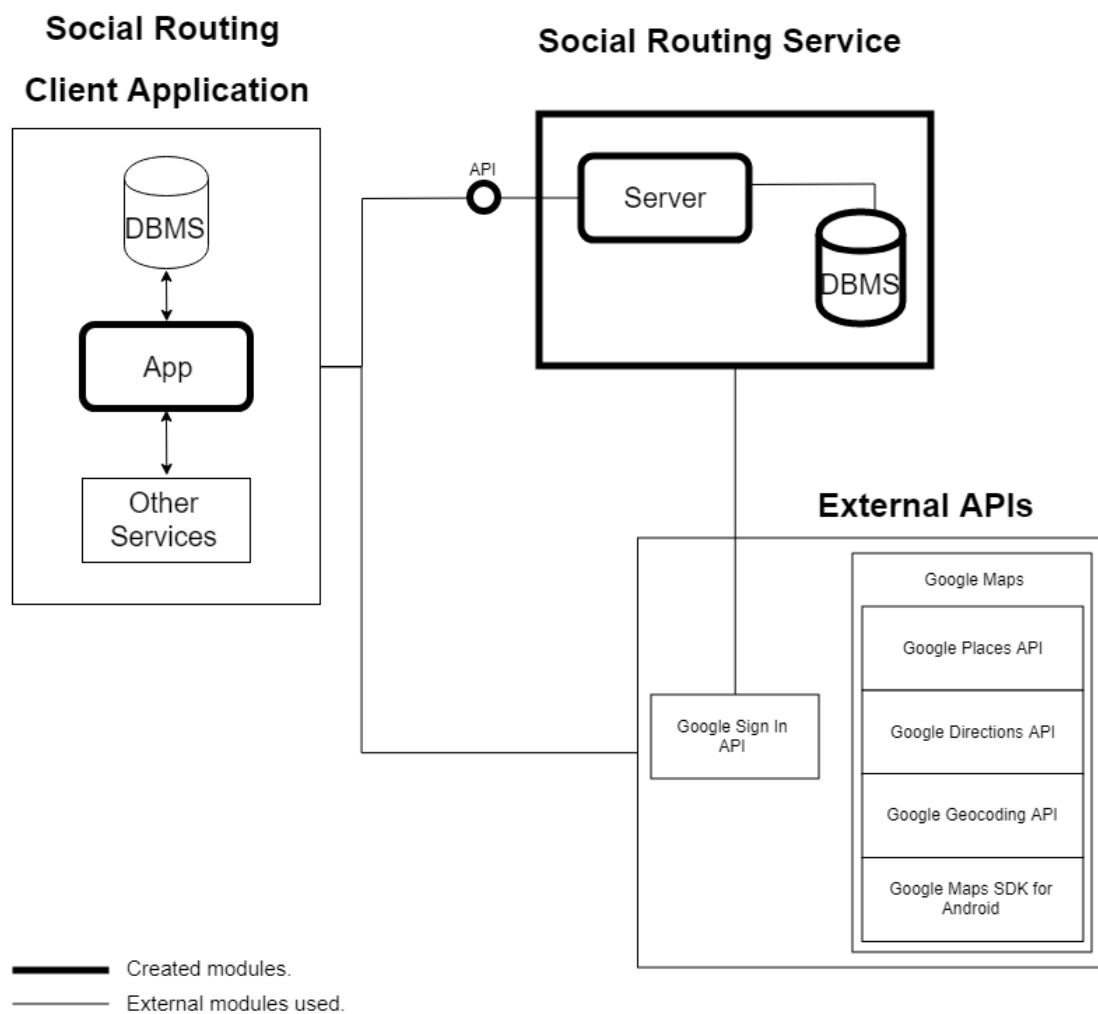 Social Routing
Client Application
DBMS
App
Other
Services
Social Routing Service
API
Server
DBMS
External APIs
Google Sign In
API
Google Maps
Google Places API
Google Directions API
Google Geocoding API
Google Maps SDK for
Android
Created modules.
External modules used.